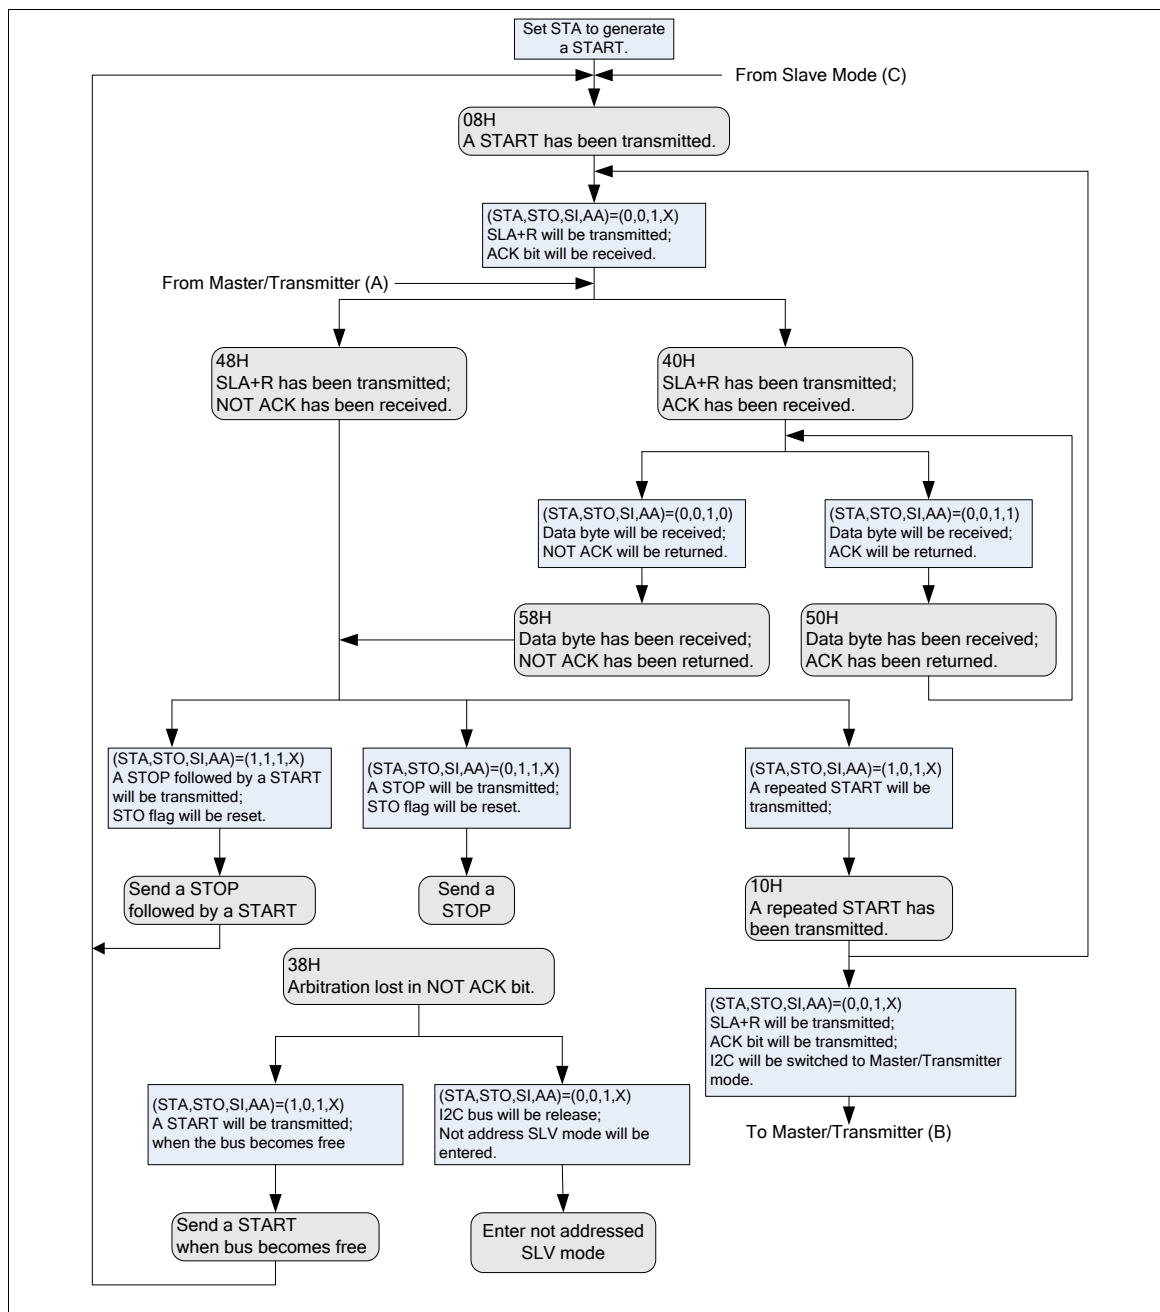 Set STA to generate
a START.
From Slave Mode (C)
08H
A START has been transmitted.
(STA,STO,SI,AA)=(0,0,1,X)
SLA+R will be transmitted;
ACK bit will be received.
From Master/Transmitter (A)
48H
SLA+R has been transmitted;
NOT ACK has been received.
40H
SLA+R has been transmitted;
ACK has been received.
(STA,STO,SI,AA)=(0,0,1,0)
Data byte will be received;
NOT ACK will be returned.
(STA,STO,SI,AA)=(0,0,1,1)
Data byte will be received;
ACK will be returned.
58H
Data byte has been received;
NOT ACK has been returned.
50H
Data byte has been received;
ACK has been returned.
(STA,STO,SI,AA)=(1,1,1,X)
A STOP followed by a START
will be transmitted;
STO flag will be reset.
(STA,STO,SI,AA)=(0,1,1,X)
A STOP will be transmitted;
STO flag will be reset.
(STA,STO,SI,AA)=(1,0,1,X)
A repeated START will be
transmitted;
Send a STOP
followed by a START
Send a
STOP
10H
A repeated START has
been transmitted.
38H
Arbitration lost in NOT ACK bit.
(STA,STO,SI,AA)=(0,0,1,X)
SLA+R will be transmitted;
ACK bit will be transmitted;
I2C will be switched to Master/Transmitter
mode.
(STA,STO,SI,AA)=(1,0,1,X)
A START will be transmitted;
when the bus becomes free
(STA,STO,SI,AA)=(0,0,1,X)
I2C bus will be release;
Not address SLV mode will be
entered.
To Master/Transmitter (B)
Send a START
when bus becomes free
Enter not addressed
SLV mode